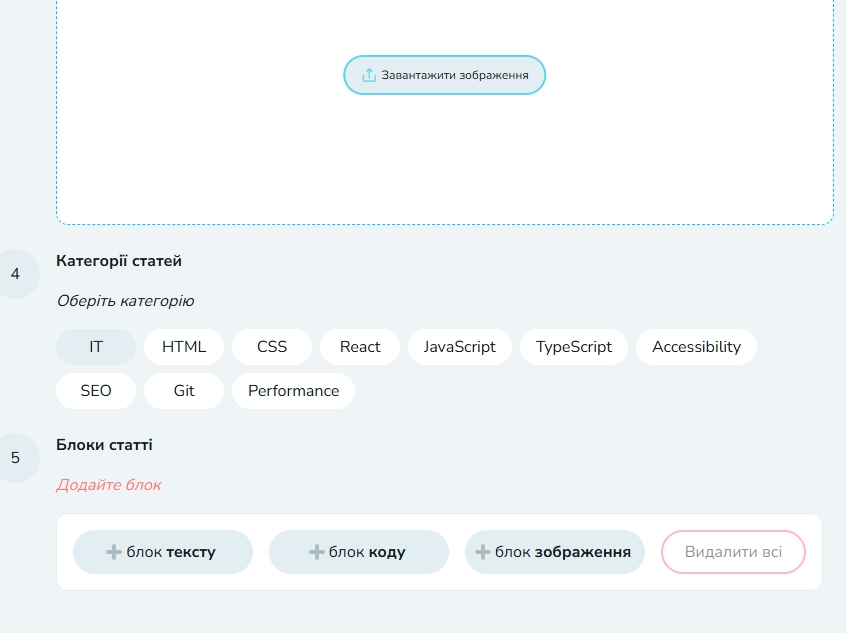 Завантажити зображення
4
Категорії статей
Оберіть категорію
IT HTML CSS React JavaScript TypeScript Accessibility
SEO Git Performance
5
Блоки статті
Додайте блок
блок тексту блок коду блок зображення Видалити всі